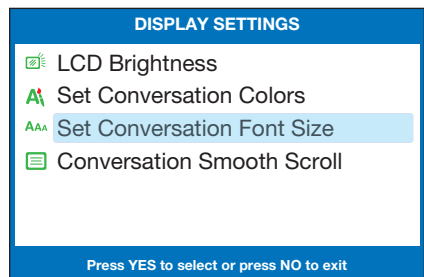 DISPLAY SETTINGS
LCD Brightness
Set Conversation Colors
Set Conversation Font Size
Conversation Smooth Scroll
Press YES to select or press NO to exit